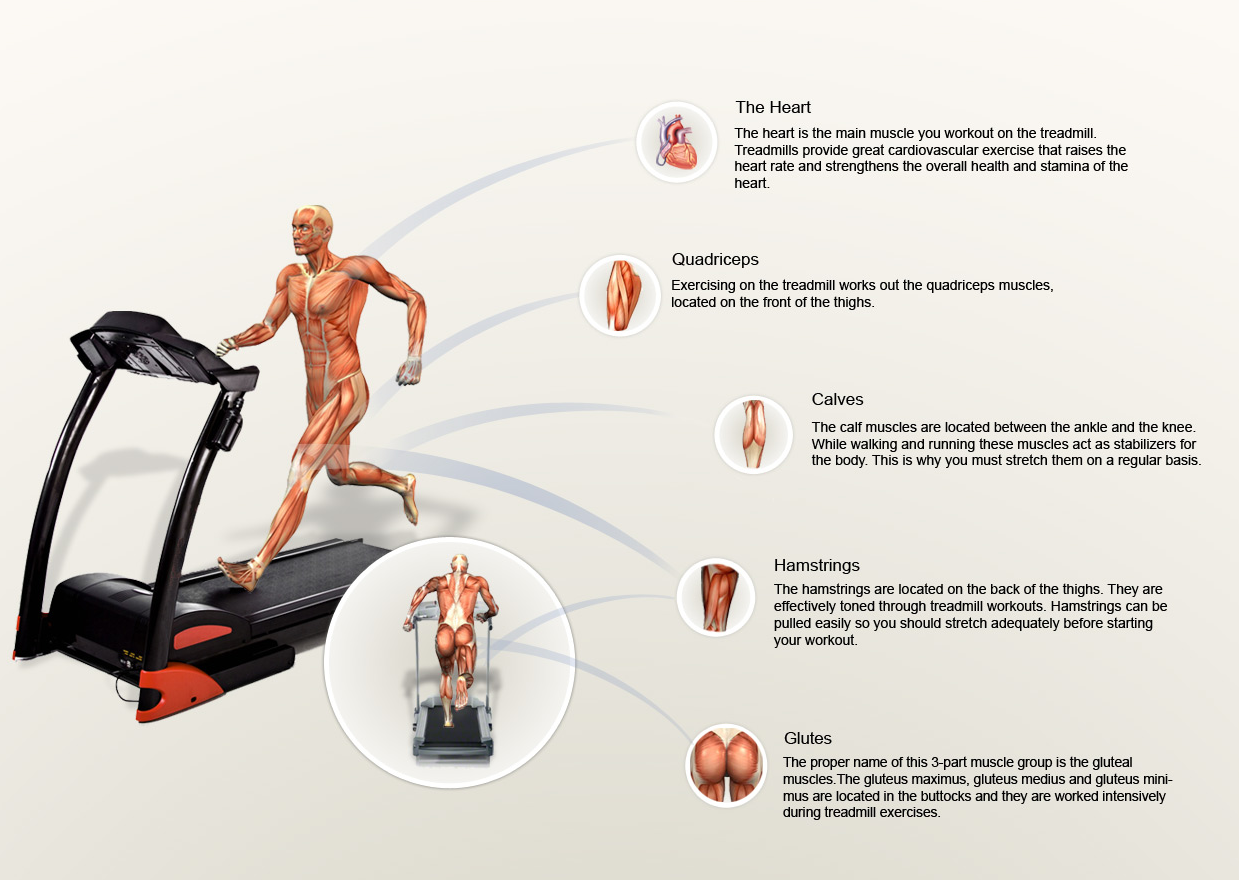 The Heart
The heart is the main muscle you workout on the treadmill.
Treadmills provide great cardiovascular exercise that raises the
heart rate and strengthens the overall health and stamina of the
heart.
Quadriceps
Exercising on the treadmill works out the quadriceps muscles,
located on the front of the thighs.
Calves
The calf muscles are located between the ankle and the knee.
While walking and running these muscles act as stabilizers for
the body. This is why you must stretch them on a regular basis.
Hamstrings
The hamstrings are located on the back of the thighs. They are
effectively toned through treadmill workouts. Hamstrings can be
pulled easily so you should stretch adequately before starting
your workout.
Glutes
The proper name of this 3-part muscle group is the gluteal
muscles.The gluteus maximus, gluteus medius and gluteus mini-
mus are located in the buttocks and they are worked intensively
during treadmill exercises.